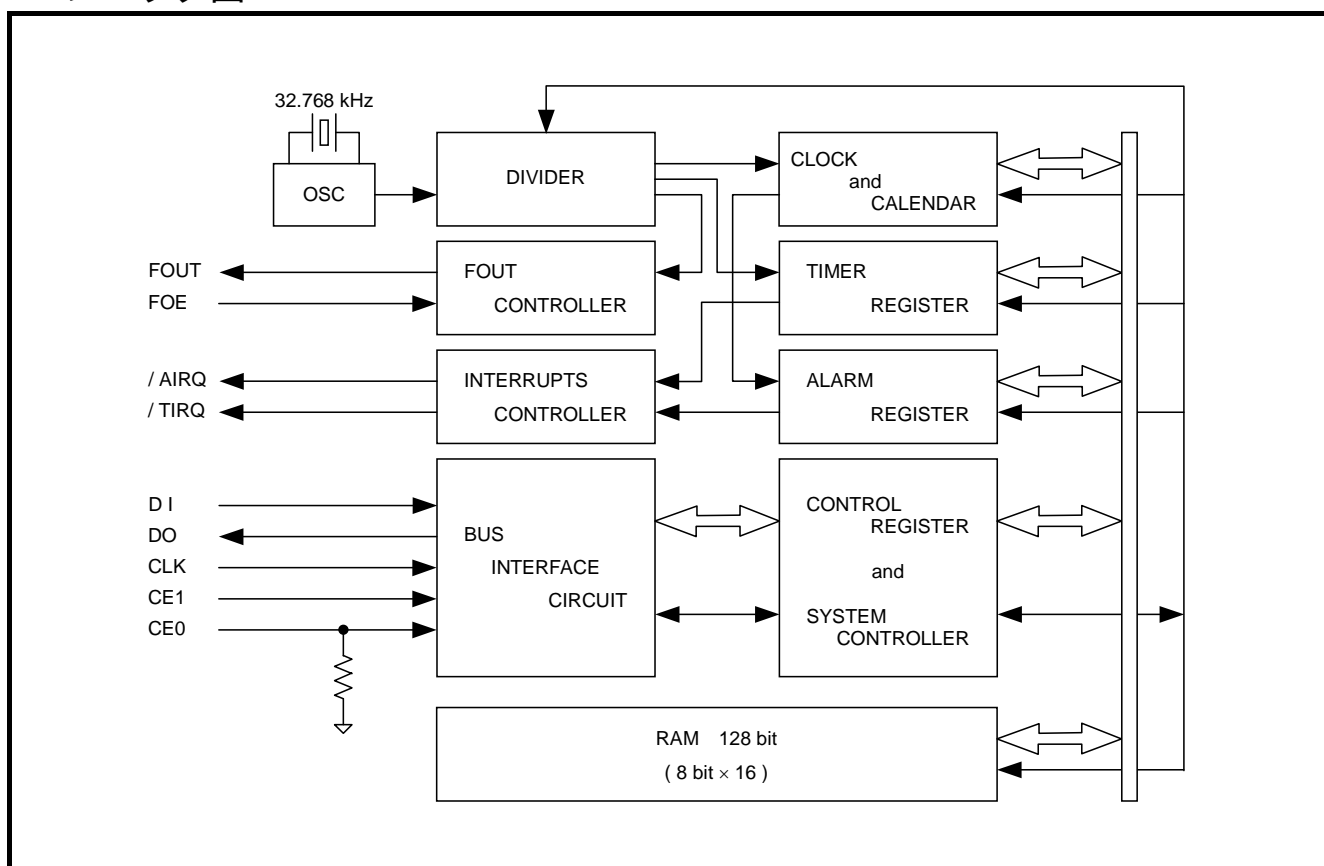 32.768 kHz
OSC
DIVIDER
CLOCK
and
CALENDAR
FOUT
FOE
FOUT
CONTROLLER
TIMER
REGISTER
/ AIRQ
/ TIRQ
INTERRUPTS
CONTROLLER
ALARM
REGISTER
D I
DO
CLK
CE1
CE0
BUS
INTERFACE
CIRCUIT
CONTROL
REGISTER
and
SYSTEM
CONTROLLER
RAM 128 bit
( 8 bit × 16 )